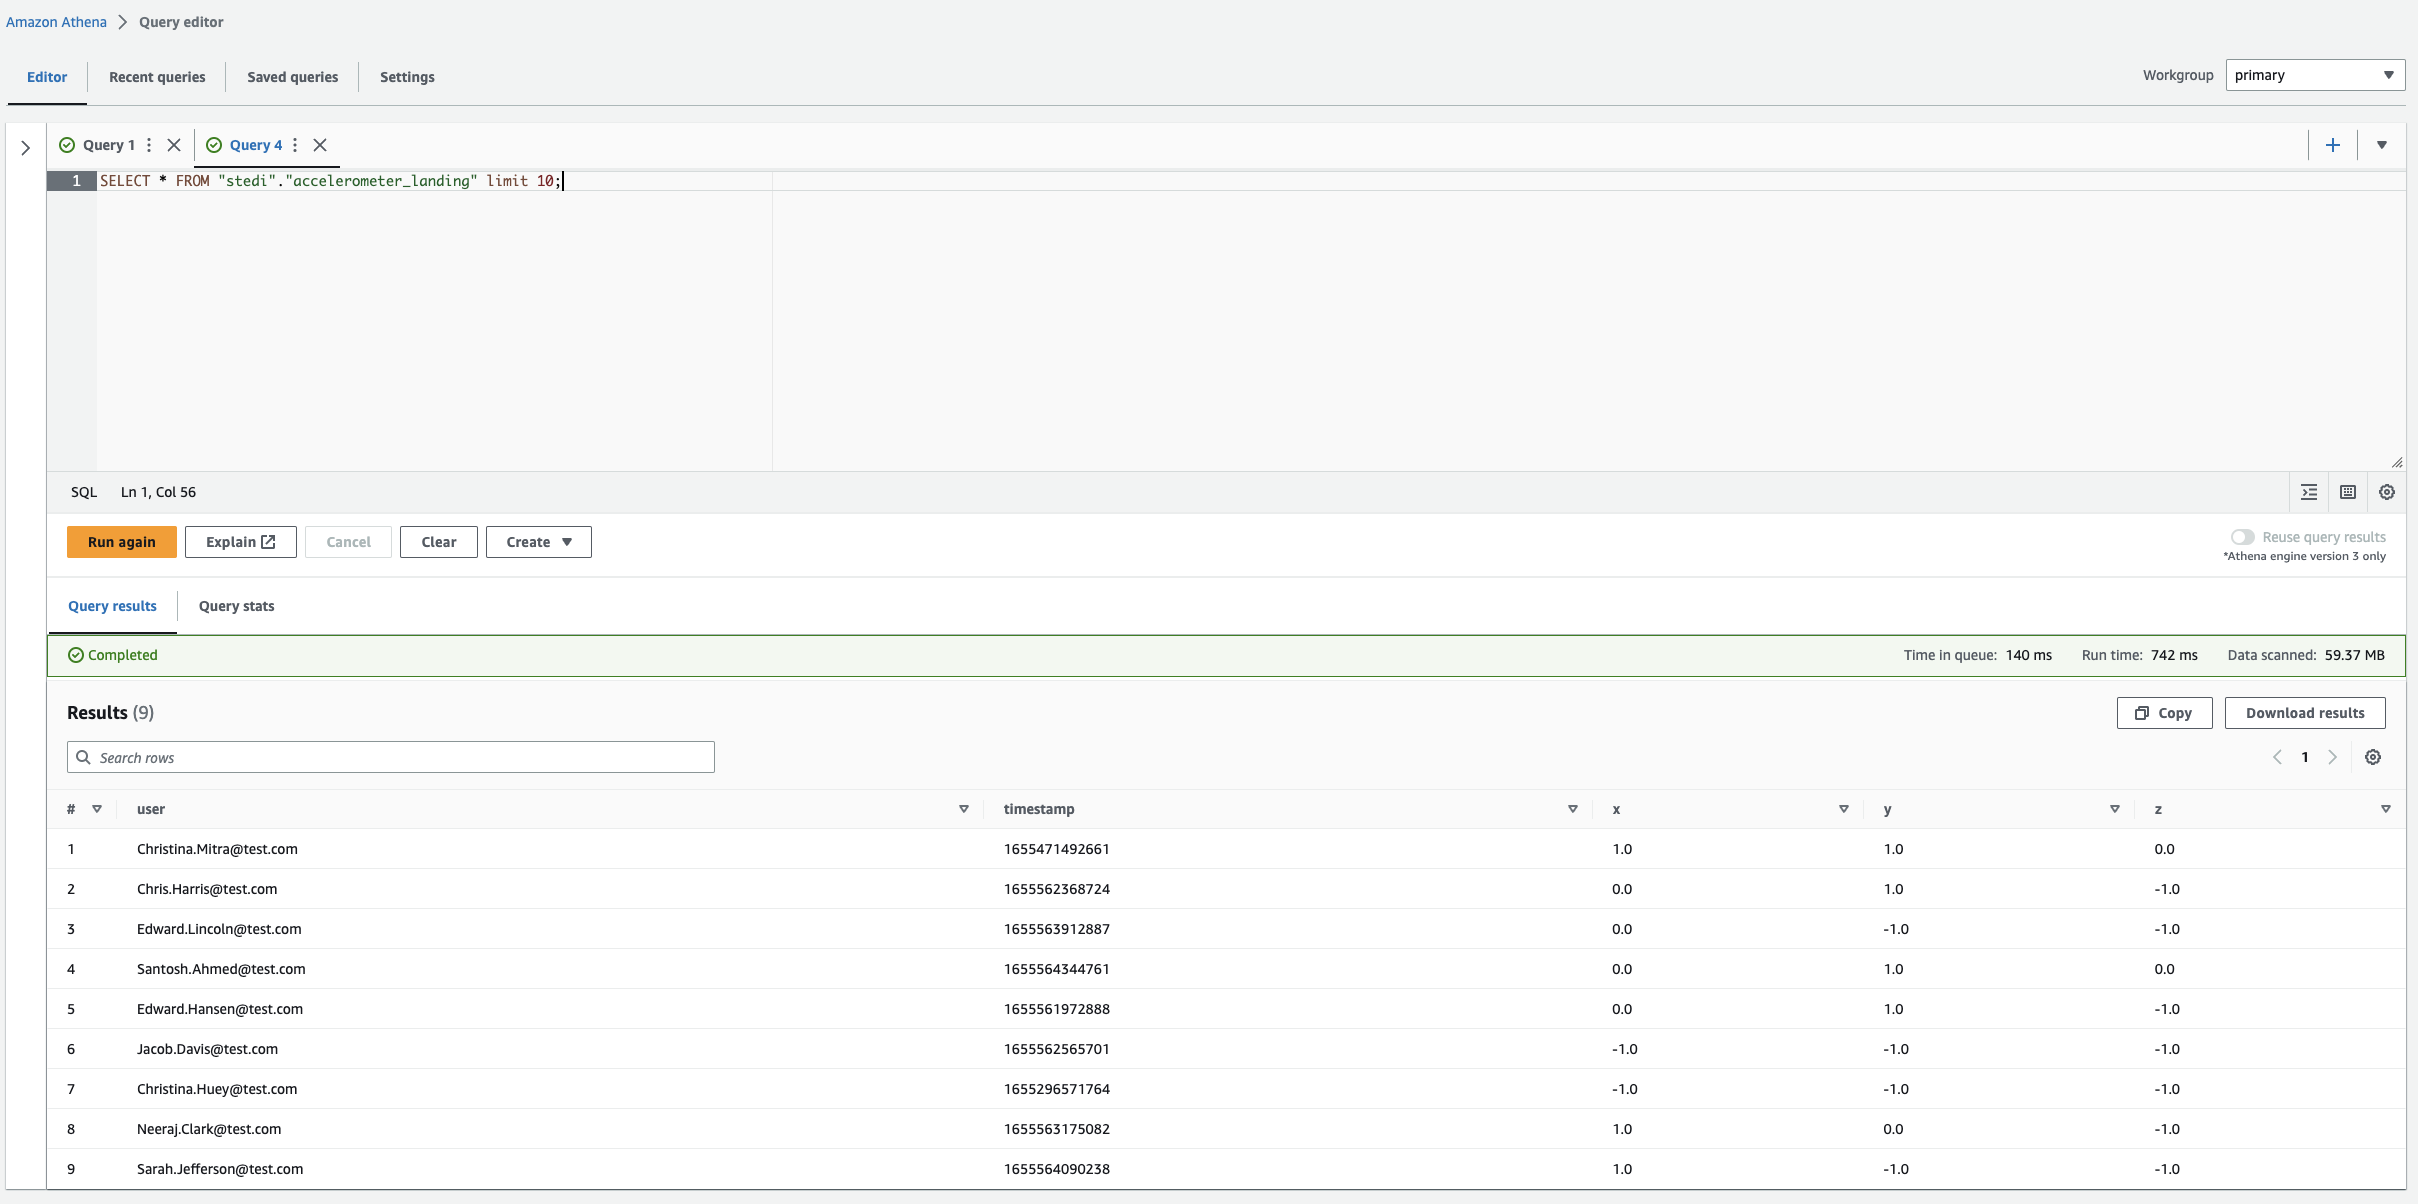 Amazon Athena > Query editor
Editor Recent queries Saved queries Settings Workgroup primary
Query 1 Query 4
1 SELECT * FROM "stedi"."accelerometer_landing" limit 10;
SQL Ln 1, Col 56
Run again Explain Cancel Clear Create Reuse query results
*Athena engine version 3 only
Query results Query stats
Completed Time in queue: 140 ms Run time: 742 ms Data scanned: 59.37 MB
Results (9) Copy Download results
Search rows 1
# user timestamp x y z
1 Christina.Mitra@test.com 1655471492661 1.0 1.0 0.0
2 Chris.Harris@test.com 1655562368724 0.0 1.0 -1.0
3 Edward.Lincoln@test.com 1655563912887 0.0 -1.0 -1.0
4 Santosh.Ahmed@test.com 1655564344761 0.0 1.0 0.0
5 Edward.Hansen@test.com 1655561972888 0.0 1.0 -1.0
6 Jacob.Davis@test.com 1655562565701 -1.0 -1.0 -1.0
7 Christina.Huey@test.com 1655296571764 -1.0 -1.0 -1.0
8 Neeraj.Clark@test.com 1655563175082 1.0 0.0 -1.0
9 Sarah.Jefferson@test.com 1655564090238 1.0 -1.0 -1.0